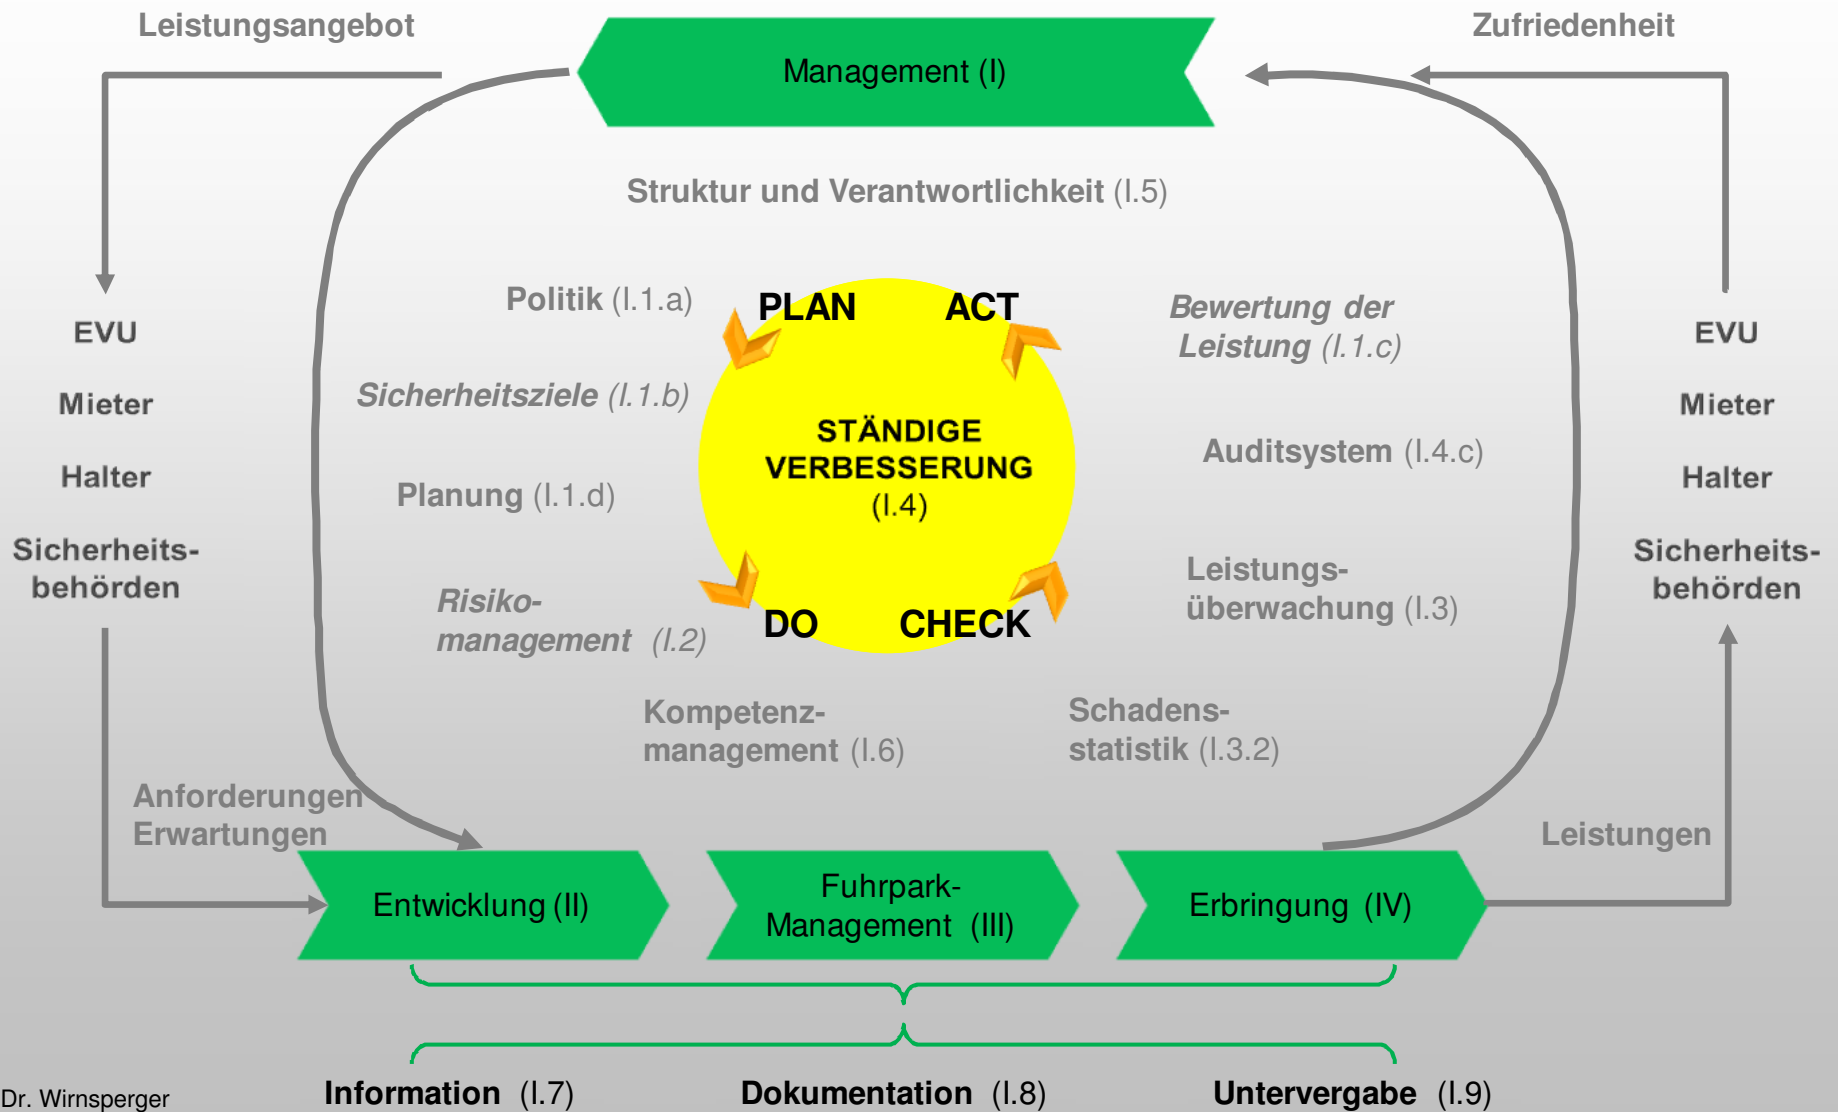 Leistungsangebot
Management (I)
Zufriedenheit
Struktur und Verantwortlichkeit (I.5)
Politik (I.1.a)
PLAN
ACT
Bewertung der
Leistung (I.1.c)
EVU
Mieter
Halter
Sicherheits-
behörden
Sicherheitsziele (I.1.b)
STÄNDIGE
VERBESSERUNG
(I.4)
Auditsystem (I.4.c)
EVU
Mieter
Halter
Sicherheits-
behörden
Planung (I.1.d)
Risiko-
management (I.2)
DO
CHECK
Leistungs-
überwachung (I.3)
Kompetenz-
management (I.6)
Schadens-
statistik (I.3.2)
Anforderungen
Erwartungen
Leistungen
Entwicklung (II)
Fuhrpark-
Management (III)
Erbringung (IV)
Dr. Wirnsperger
Information (I.7)
Dokumentation (I.8)
Untervergabe (I.9)